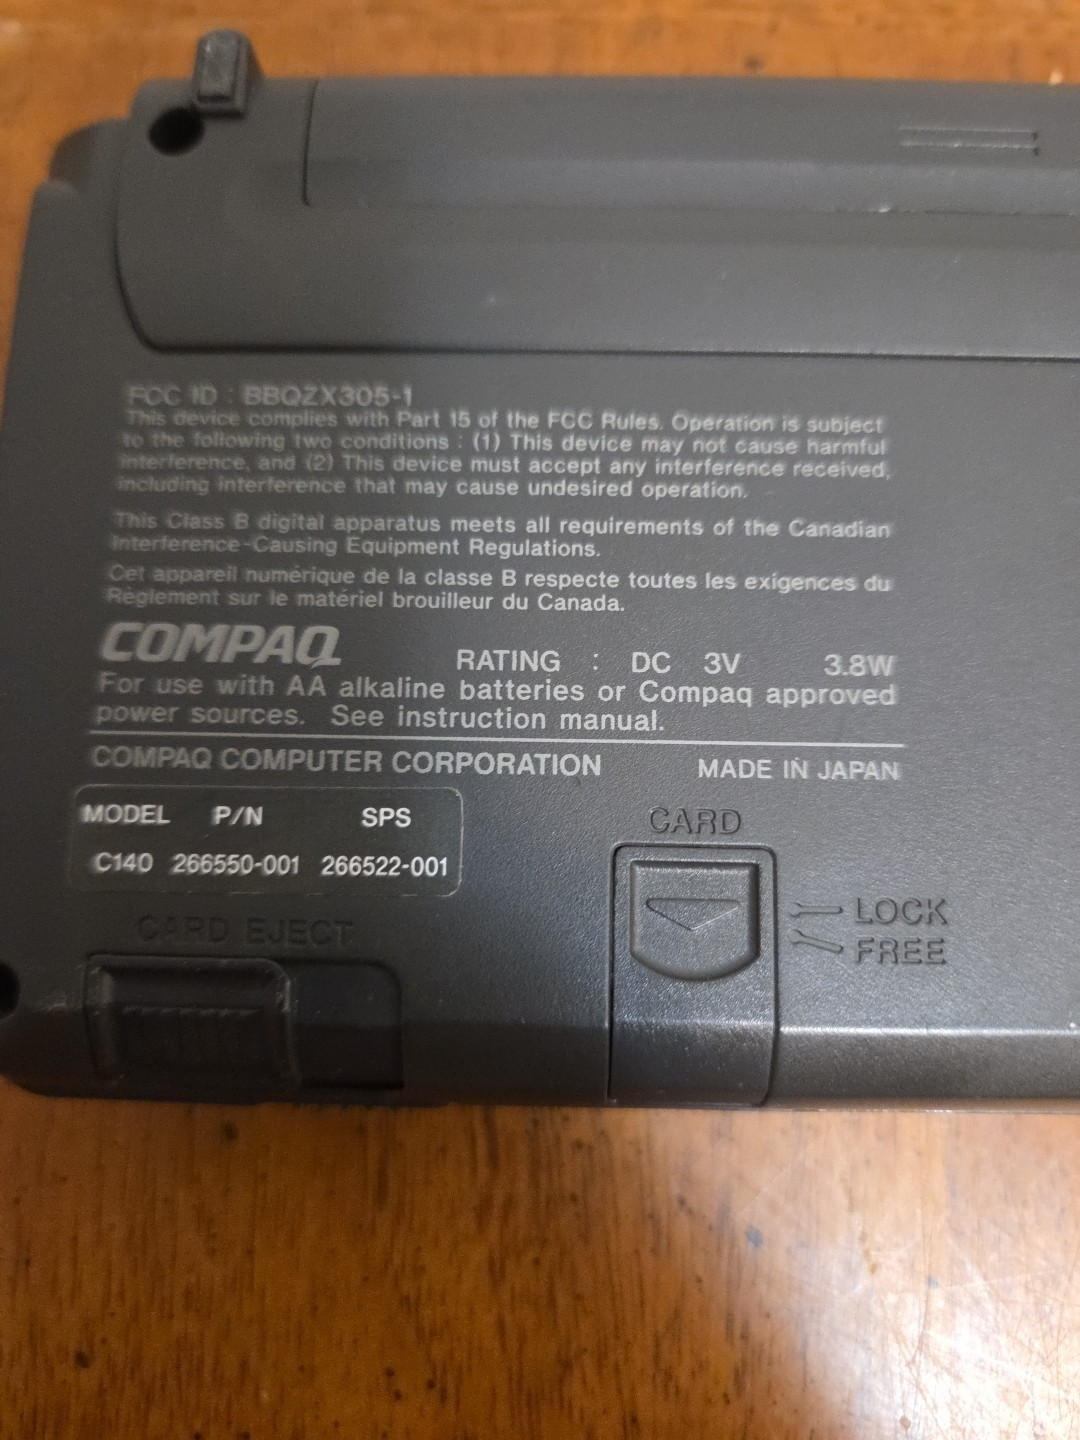 FCC ID : BBQZX305-1
This device complies with Part 15 of the FCC Rules. Operation is subject
to the following two conditions : (1) This device may not cause harmful
interference, and (2) This device must accept any interference received,
including interference that may cause undesired operation.
This Class B digital apparatus meets all requirements of the Canadian
Interference-Causing Equipment Regulations.
Cet appareil numérique de la classe B respecte toutes les exigences du
Règlement sur le matériel brouilleur du Canada.
COMPAQ RATING : DC 3V 3.8W
For use with AA alkaline batteries or Compaq approved
power sources. See instruction manual.
COMPAQ COMPUTER CORPORATION MADE IN JAPAN
MODEL P/N SPS
C140 266550-001 266522-001
CARD
LOCK
FREE
CARD EJECT